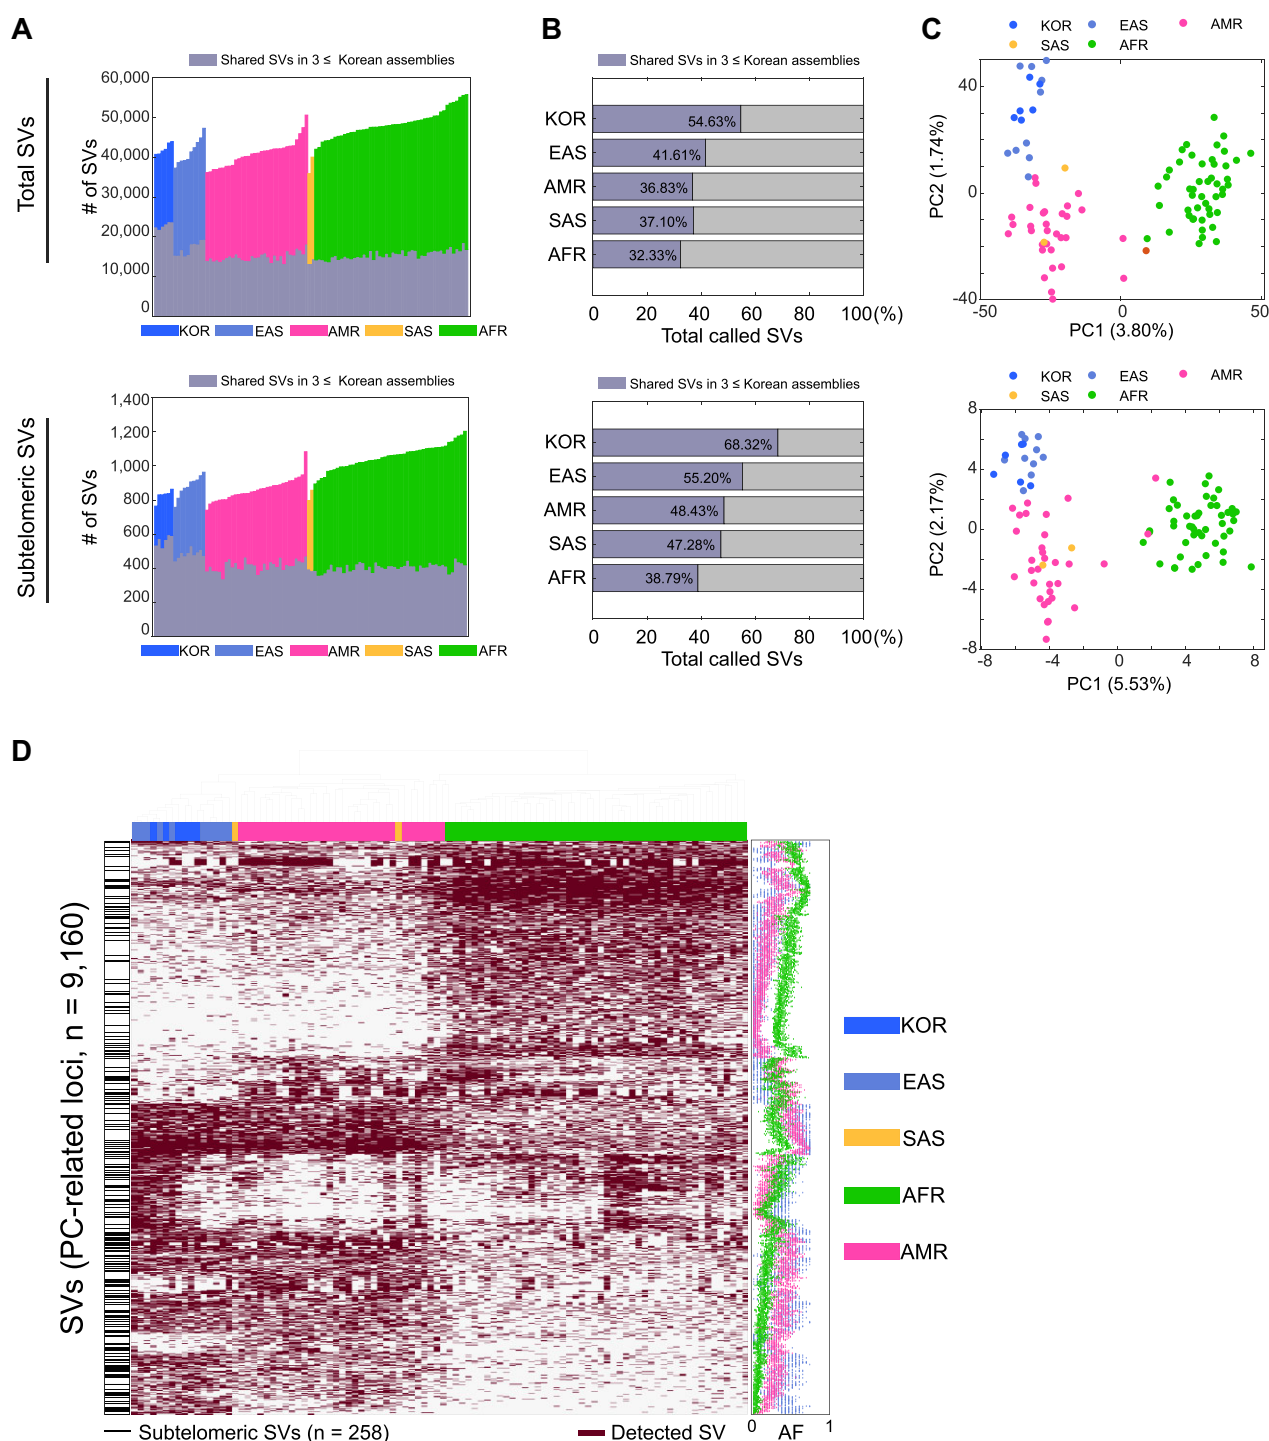 A
Total SVs
Shared SVs in 3 ≤ Korean assemblies
# of SVs
60,000
50,000
40,000
30,000
20,000
10,000
0
KOR EAS AMR SAS AFR
Subtelomeric SVs
Shared SVs in 3 ≤ Korean assemblies
# of SVs
1,400
1,200
1,000
800
600
400
200
0
KOR EAS AMR SAS AFR
B
Shared SVs in 3 ≤ Korean assemblies
KOR 54.63%
EAS 41.61%
AMR 36.83%
SAS 37.10%
AFR 32.33%
0 20 40 60 80 100(%)
Total called SVs
Shared SVs in 3 ≤ Korean assemblies
KOR 68.32%
EAS 55.20%
AMR 48.43%
SAS 47.28%
AFR 38.79%
0 20 40 60 80 100(%)
Total called SVs
C
KOR EAS AMR
SAS AFR
PC2 (1.74%)
40
0
-40
-50 0 50
PC1 (3.80%)
KOR EAS AMR
SAS AFR
PC2 (2.17%)
8
4
0
-4
-8
-8 -4 0 4 8
PC1 (5.53%)
D
SVs (PC-related loci, n = 9,160)
KOR
EAS
SAS
AFR
AMR
0 AF 1
Subtelomeric SVs (n = 258)
Detected SV